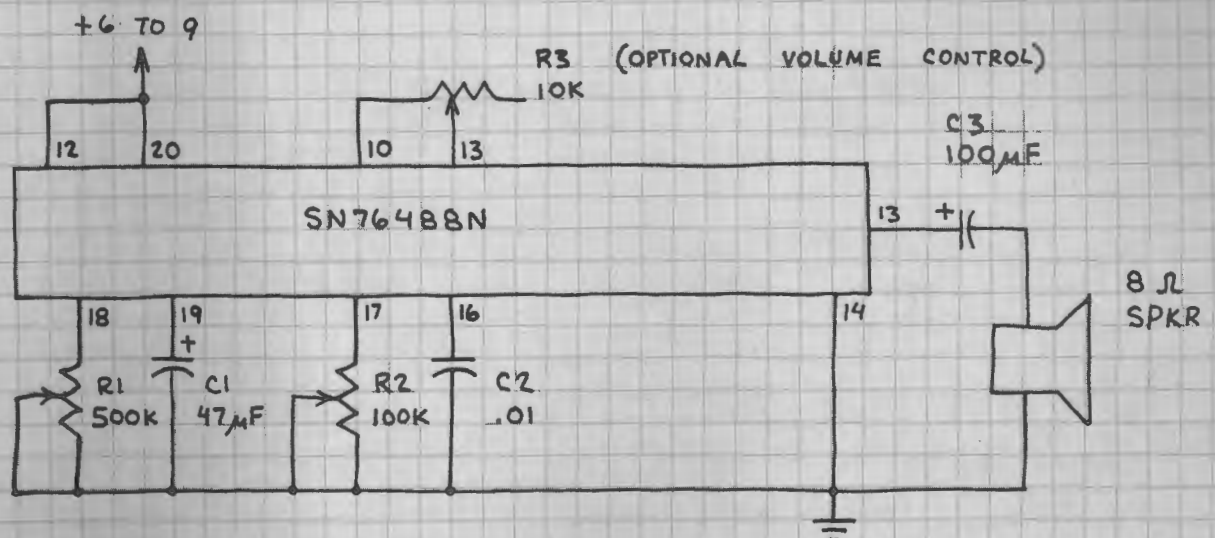 +6 TO 9
R3 (OPTIONAL VOLUME CONTROL)
10K
C3
100µF
12
20
10
13
SN76488N
13
+
8 Ω
SPKR
18
19
17
16
14
+
R1
500K
C1
47µF
R2
100K
C2
.01